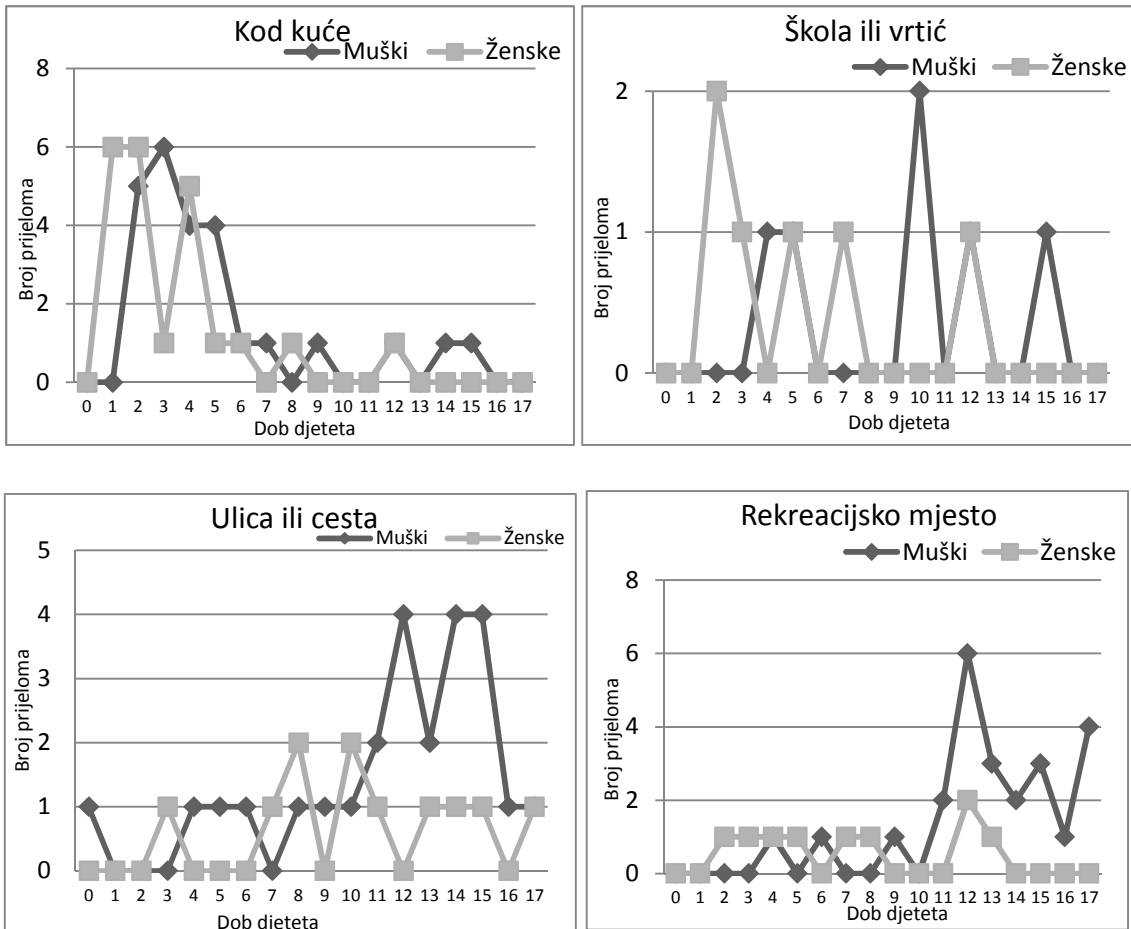 Kod kuće
Muški Ženske
8
6
4
2
0
Broj prijeloma
0 1 2 3 4 5 6 7 8 9 10 11 12 13 14 15 16 17
Dob djeteta
Škola ili vrtić
Muški Ženske
2
1
0
Broj prijeloma
0 1 2 3 4 5 6 7 8 9 10 11 12 13 14 15 16 17
Dob djeteta
Ulica ili cesta
Muški Ženske
5
4
3
2
1
0
Broj prijeloma
0 1 2 3 4 5 6 7 8 9 10 11 12 13 14 15 16 17
Dob djeteta
Rekreacijsko mjesto
Muški Ženske
8
6
4
2
0
Broj prijeloma
0 1 2 3 4 5 6 7 8 9 10 11 12 13 14 15 16 17
Dob djeteta